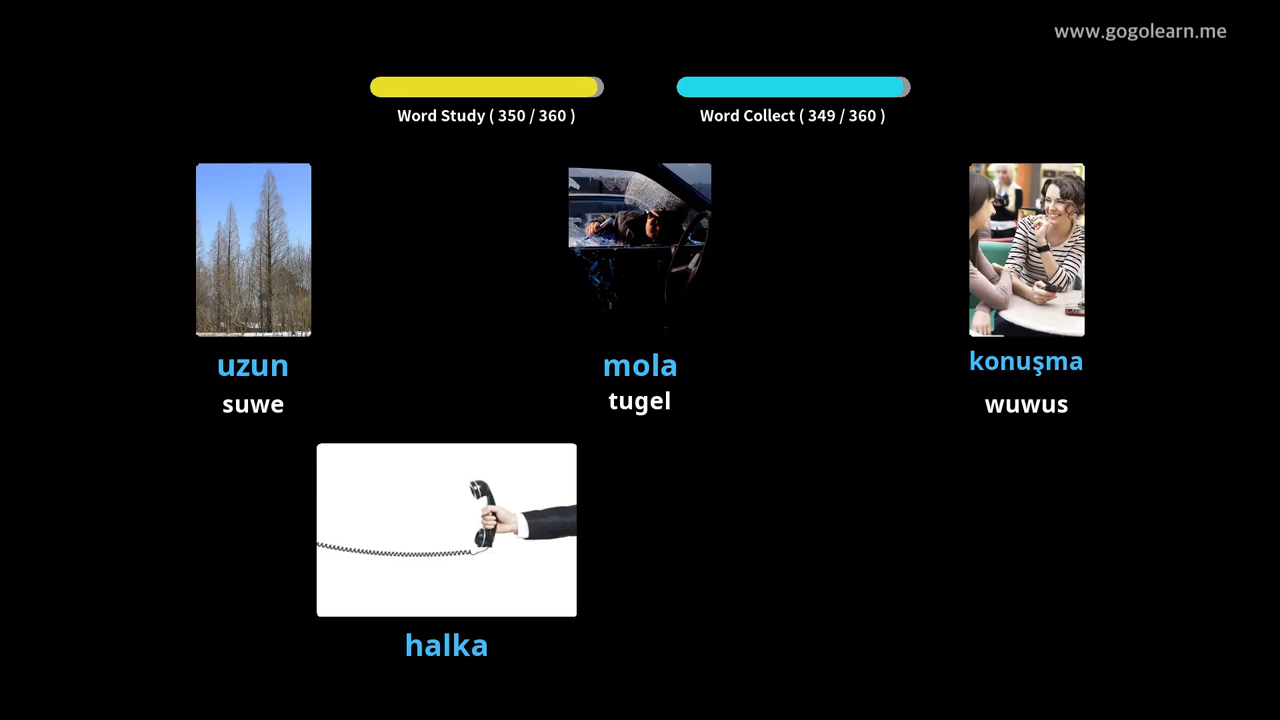 www.gogolearn.me
Word Study ( 350 / 360 )
Word Collect ( 349 / 360 )
uzun
suwe
mola
tugel
konuşma
wuwus
halka